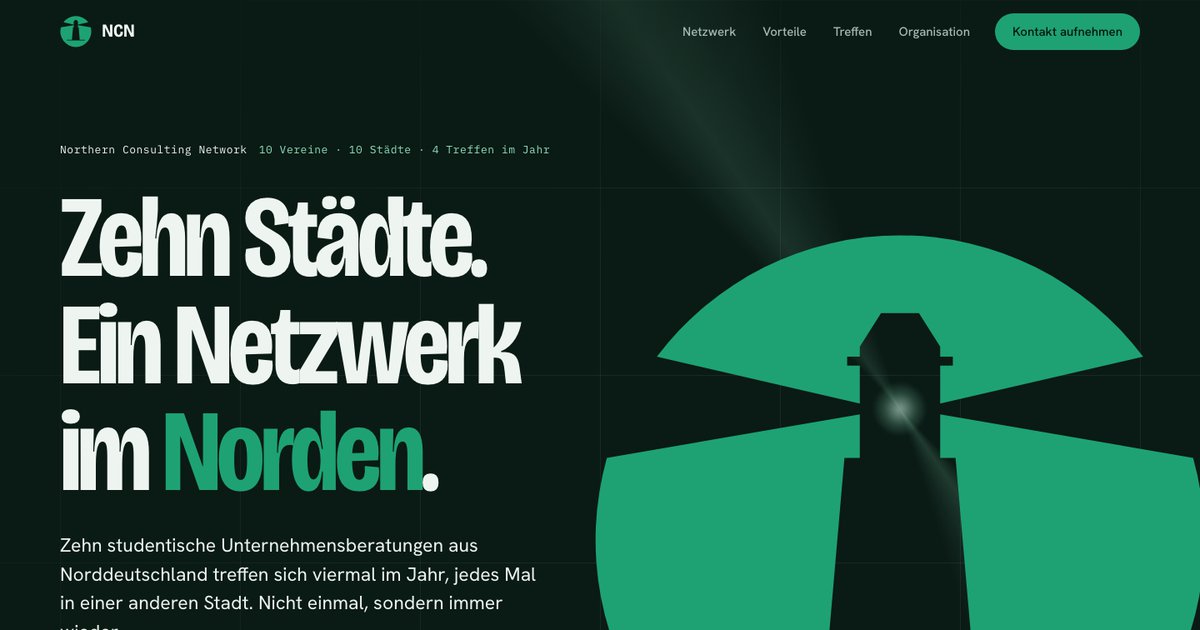 NCN
Netzwerk
Vorteile
Treffen
Organisation
Kontakt aufnehmen
Northern Consulting Network 10 Vereine · 10 Städte · 4 Treffen im Jahr
Zehn Städte.
Ein Netzwerk
im Norden.
Zehn studentische Unternehmensberatungen aus
Norddeutschland treffen sich viermal im Jahr, jedes Mal
in einer anderen Stadt. Nicht einmal, sondern immer
wieder.